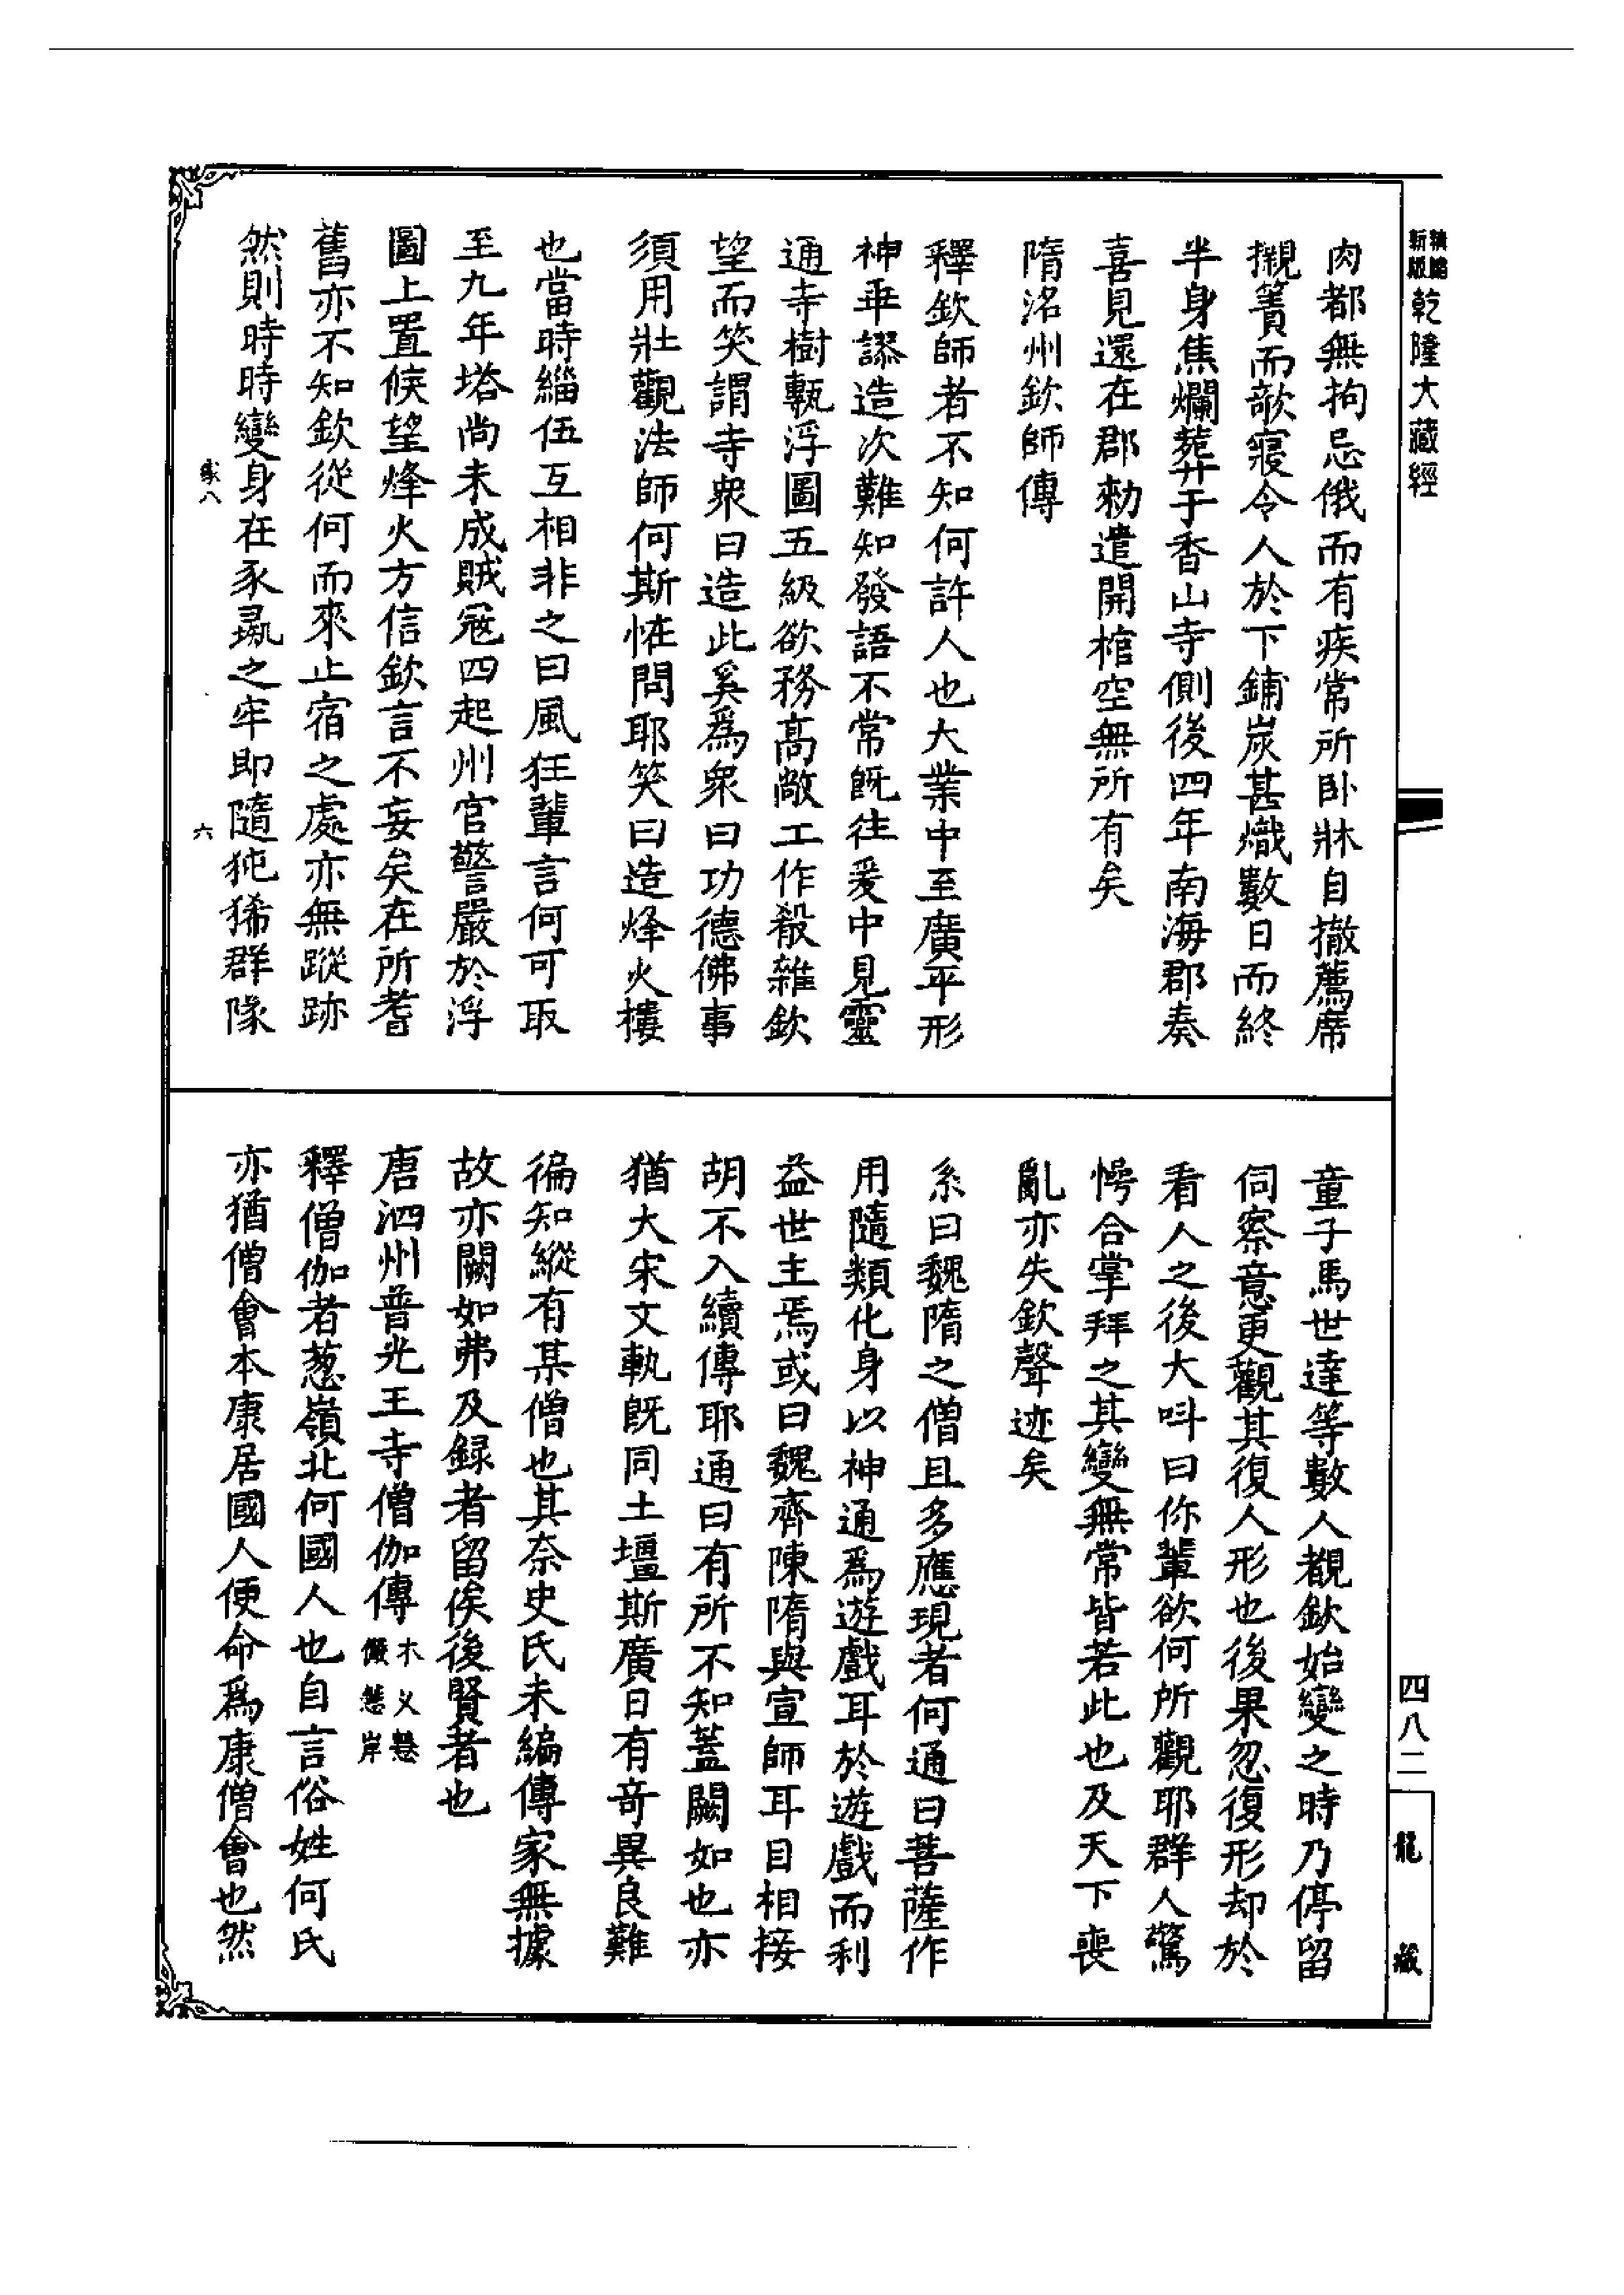 乾隆大藏經
肉都無拘忌俄而有疾常所臥牀自撤薦席
襯簀而欹寢令人於下鋪炭甚熾數日而終
半身焦爛葬于香山寺側後四年南海郡奏
喜見還在郡勑遣開棺空無所有矣
隋洺州欽師傳
釋欽師者不知何許人也大業中至廣平形
神乖謬造次難知發語不常旣往爰中見靈
通寺樹甎浮圖五級欲務高敞工作殺雜欽
望而笑謂寺衆曰造此奚爲衆曰功德佛事
須用壯觀法師何斯恠問耶笑曰造烽火樓
也當時緇伍互相非之曰風狂輩言何可取
至九年塔尚未成賊冦四起州官警嚴於浮
圖上置候望烽火方信欽言不妄矣在所耆
舊亦不知欽從何而來止宿之處亦無蹤跡
然則時時變身在豕彘之牢即隨㹠豨群隊
家八
六
童子馬世達等數人覩欽始變之時乃停留
伺察意更觀其復人形也後果忽復形却於
看人之後大呌曰你輩欲何所觀耶群人驚
愕合掌拜之其變無常皆若此也及天下喪
亂亦失欽聲迹矣
系曰魏隋之僧且多應現者何通曰菩薩作
用隨類化身以神通爲遊戲耳於遊戲而利
益世主焉或曰魏齊陳隋與宣師耳目相接
胡不入續傳耶通曰有所不知蓋闕如也亦
猶大宋文軌旣同土壃斯廣日有竒異良難
徧知縱有某僧也其奈史氏未編傳家無據
故亦闕如弗及録者留俟後賢者也
唐泗州普光王寺僧伽傳 木叉慧儼慧岸
釋僧伽者葱嶺北何國人也自言俗姓何氏
亦猶僧會本康居國人便命爲康僧會也然
四八二
龍藏